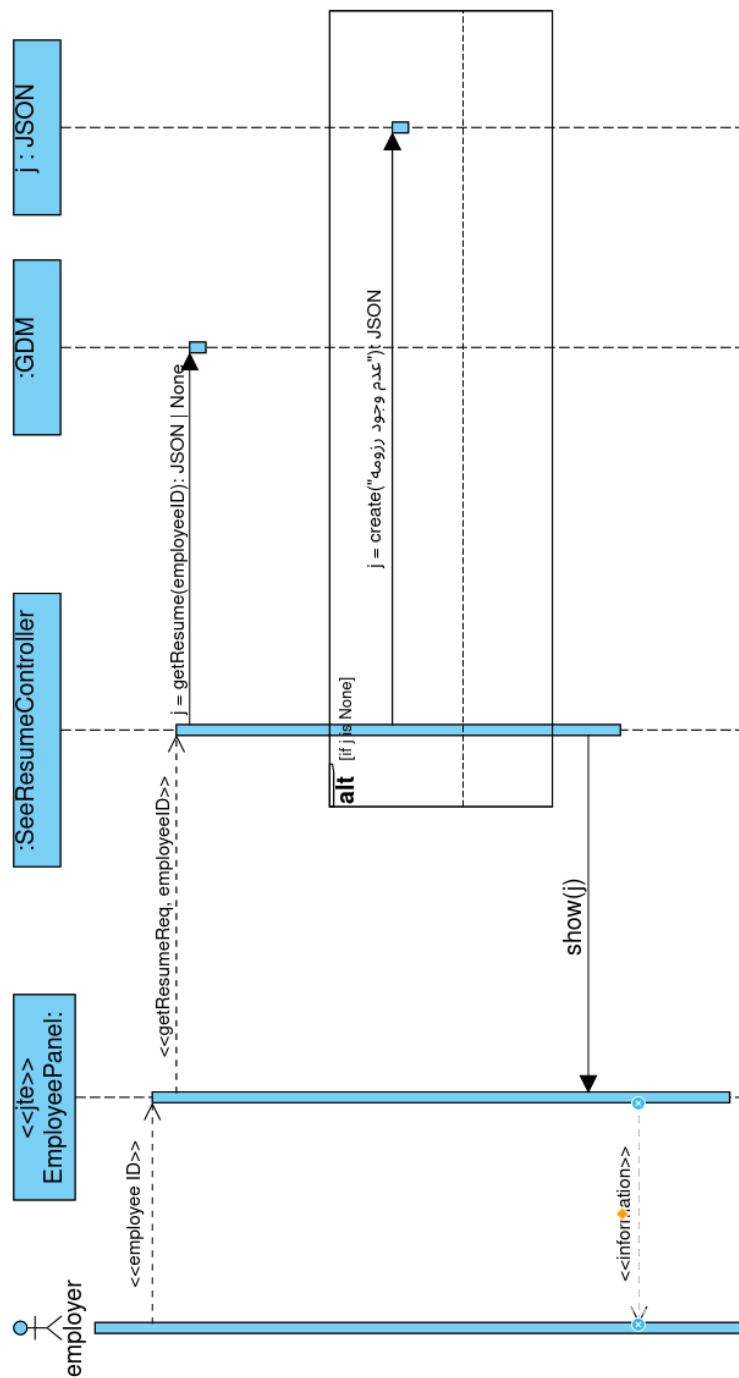 employer
<<jte>>
EmployeePanel:
:SeeResumeController
:GDM
j : JSON
<<employee ID>>
<<getResumeReq, employeeID>>
j = getResume(employeeID): JSON | None
alt
[if j is None]
j = create("عدم وجود رزومه"): JSON
show(j)
<<information>>